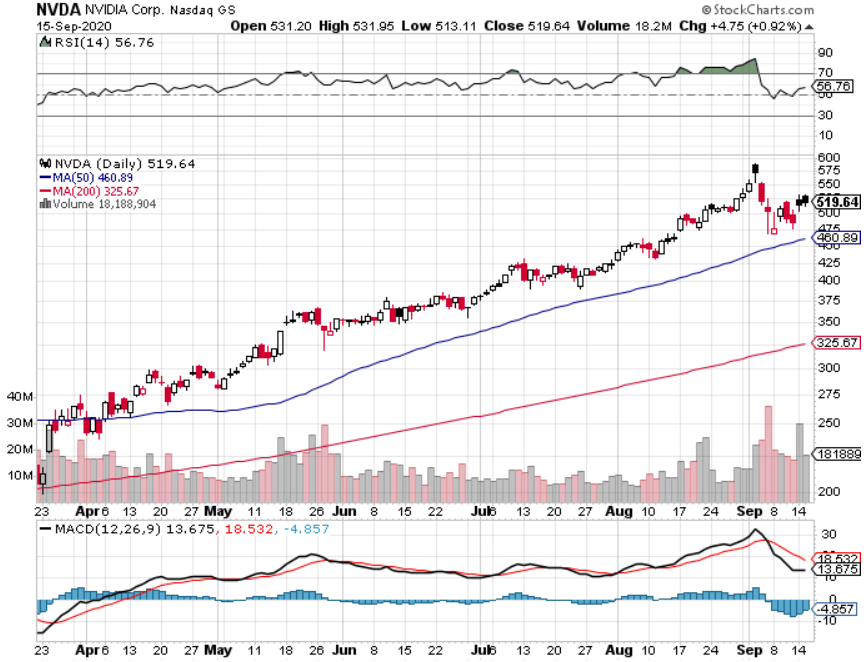 NVDA NVIDIA Corp. Nasdaq GS
© StockCharts.com
15-Sep-2020
Open 531.20 High 531.95 Low 513.11 Close 519.64 Volume 18.2M Chg +4.75 (+0.92%)
RSI(14) 56.76
90
70
56.76
50
30
10
NVDA (Daily) 519.64
MA(50) 460.89
MA(200) 325.67
Volume 18,188,904
600
575
550
519.64
500
475
460.89
450
425
400
375
350
325.67
300
275
250
181889
200
40M
30M
20M
10M
23 Apr 6 13 20 27 May 11 18 26 Jun 8 15 22 Jul 6 13 20 27 Aug 10 17 24 Sep 8 14
MACD(12,26,9) 13.675, 18.532, -4.857
30
18.532
13.675
10
0
-4.857
-10
23 Apr 6 13 20 27 May 11 18 26 Jun 8 15 22 Jul 6 13 20 27 Aug 10 17 24 Sep 8 14